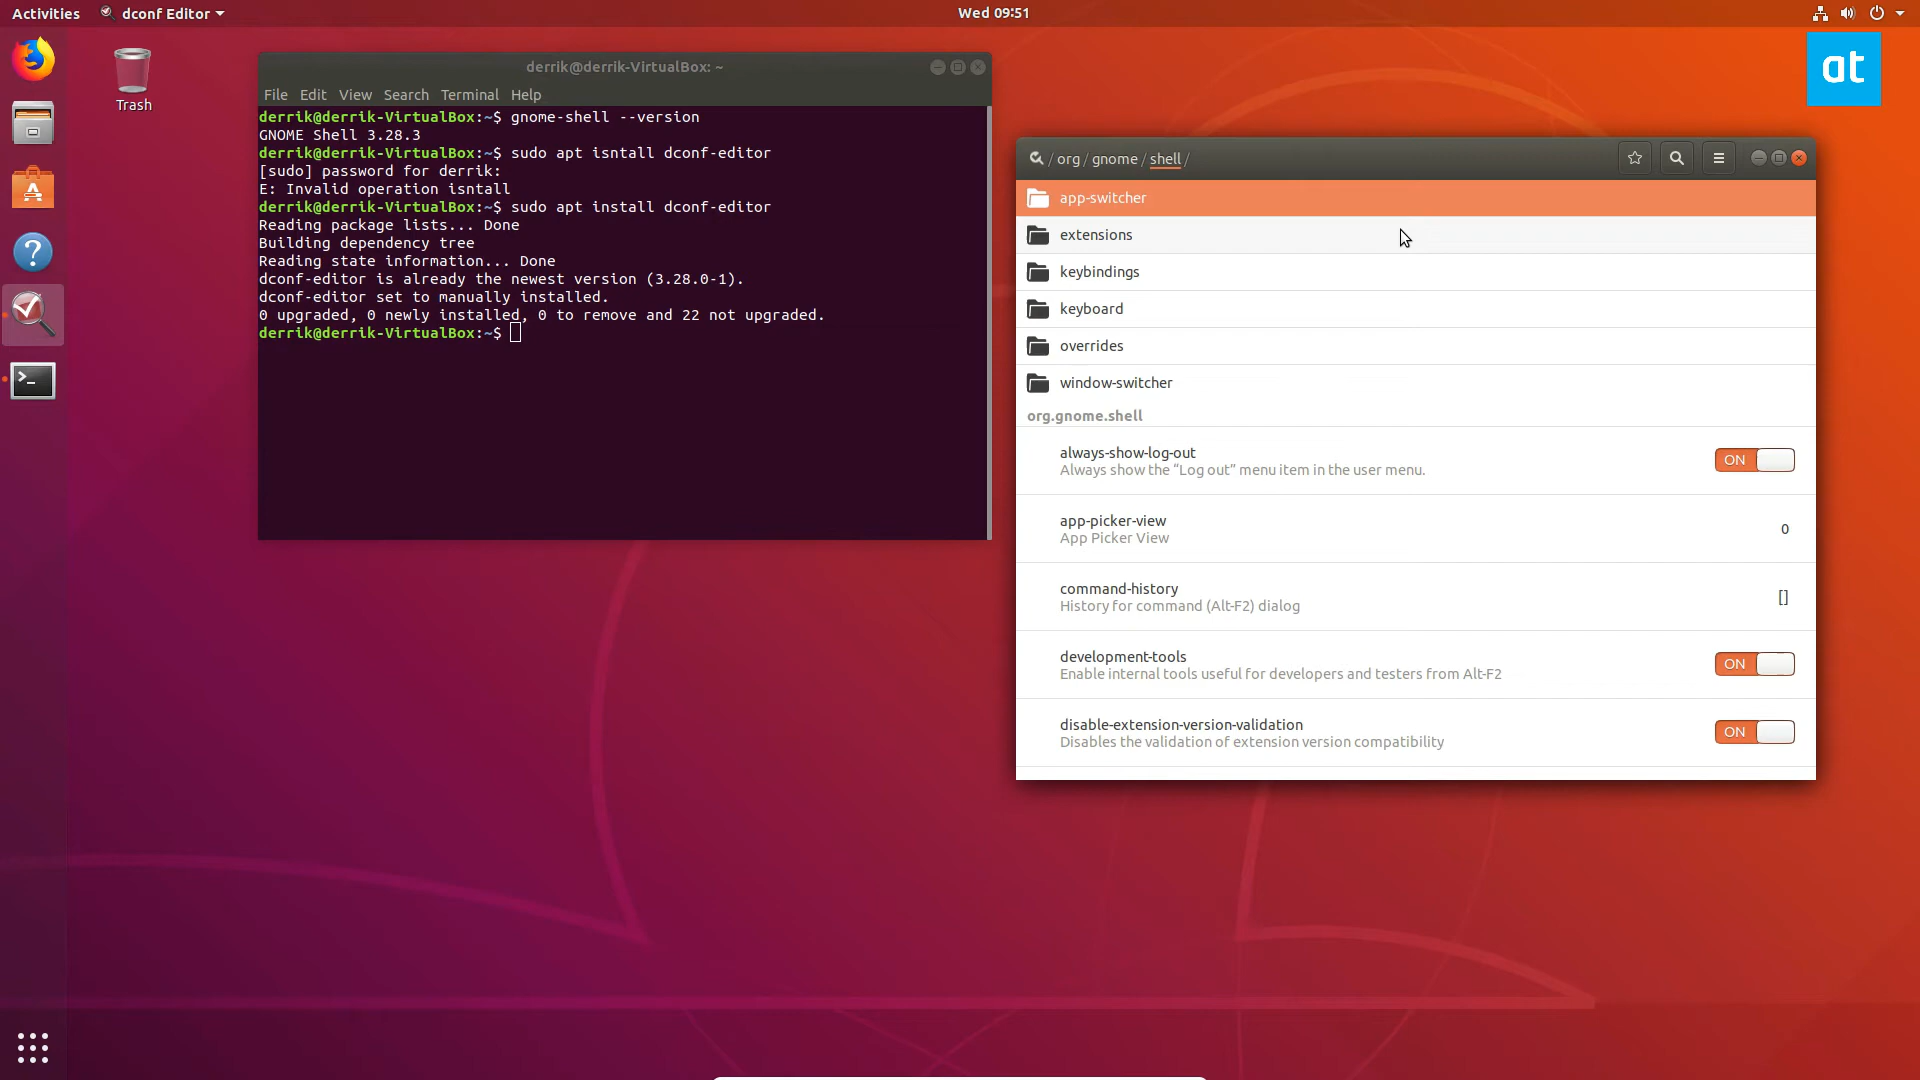 Activities dconf Editor Wed 09:51
at
Trash
derrik@derrik-VirtualBox: ~
File Edit View Search Terminal Help
derrik@derrik-VirtualBox:~$ gnome-shell --version
GNOME Shell 3.28.3
derrik@derrik-VirtualBox:~$ sudo apt isntall dconf-editor
[sudo] password for derrik:
E: Invalid operation isntall
derrik@derrik-VirtualBox:~$ sudo apt install dconf-editor
Reading package lists... Done
Building dependency tree
Reading state information... Done
dconf-editor is already the newest version (3.28.0-1).
dconf-editor set to manually installed.
0 upgraded, 0 newly installed, 0 to remove and 22 not upgraded.
derrik@derrik-VirtualBox:~$
/ org / gnome / shell /
app-switcher
extensions
keybindings
keyboard
overrides
window-switcher
org.gnome.shell
always-show-log-out
Always show the “Log out” menu item in the user menu.
ON
app-picker-view
App Picker View
0
command-history
History for command (Alt-F2) dialog
[]
development-tools
Enable internal tools useful for developers and testers from Alt-F2
ON
disable-extension-version-validation
Disables the validation of extension version compatibility
ON